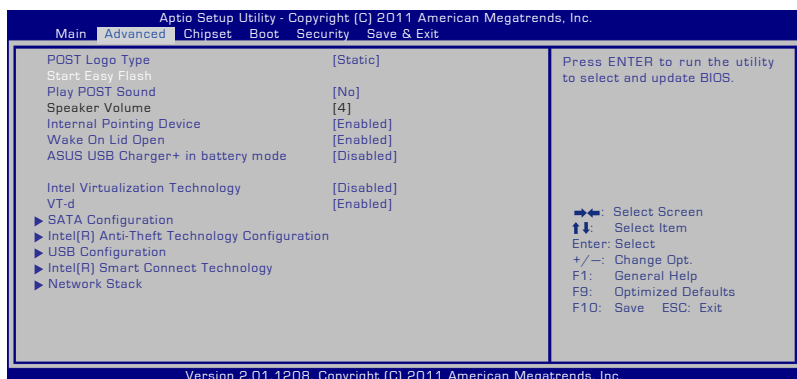 Aptio Setup Utility - Copyright (C) 2011 American Megatrends, Inc.
Main Advanced Chipset Boot Security Save & Exit
POST Logo Type [Static]
Start Easy Flash
Play POST Sound [No]
Speaker Volume [4]
Internal Pointing Device [Enabled]
Wake On Lid Open [Enabled]
ASUS USB Charger+ in battery mode [Disabled]
Intel Virtualization Technology [Disabled]
VT-d [Enabled]
SATA Configuration
Intel(R) Anti-Theft Technology Configuration
USB Configuration
Intel(R) Smart Connect Technology
Network Stack
Press ENTER to run the utility
to select and update BIOS.
→←: Select Screen
↑↓: Select Item
Enter: Select
+/—: Change Opt.
F1: General Help
F9: Optimized Defaults
F10: Save ESC: Exit
Version 2.01.1208. Copyright (C) 2011 American Megatrends, Inc.